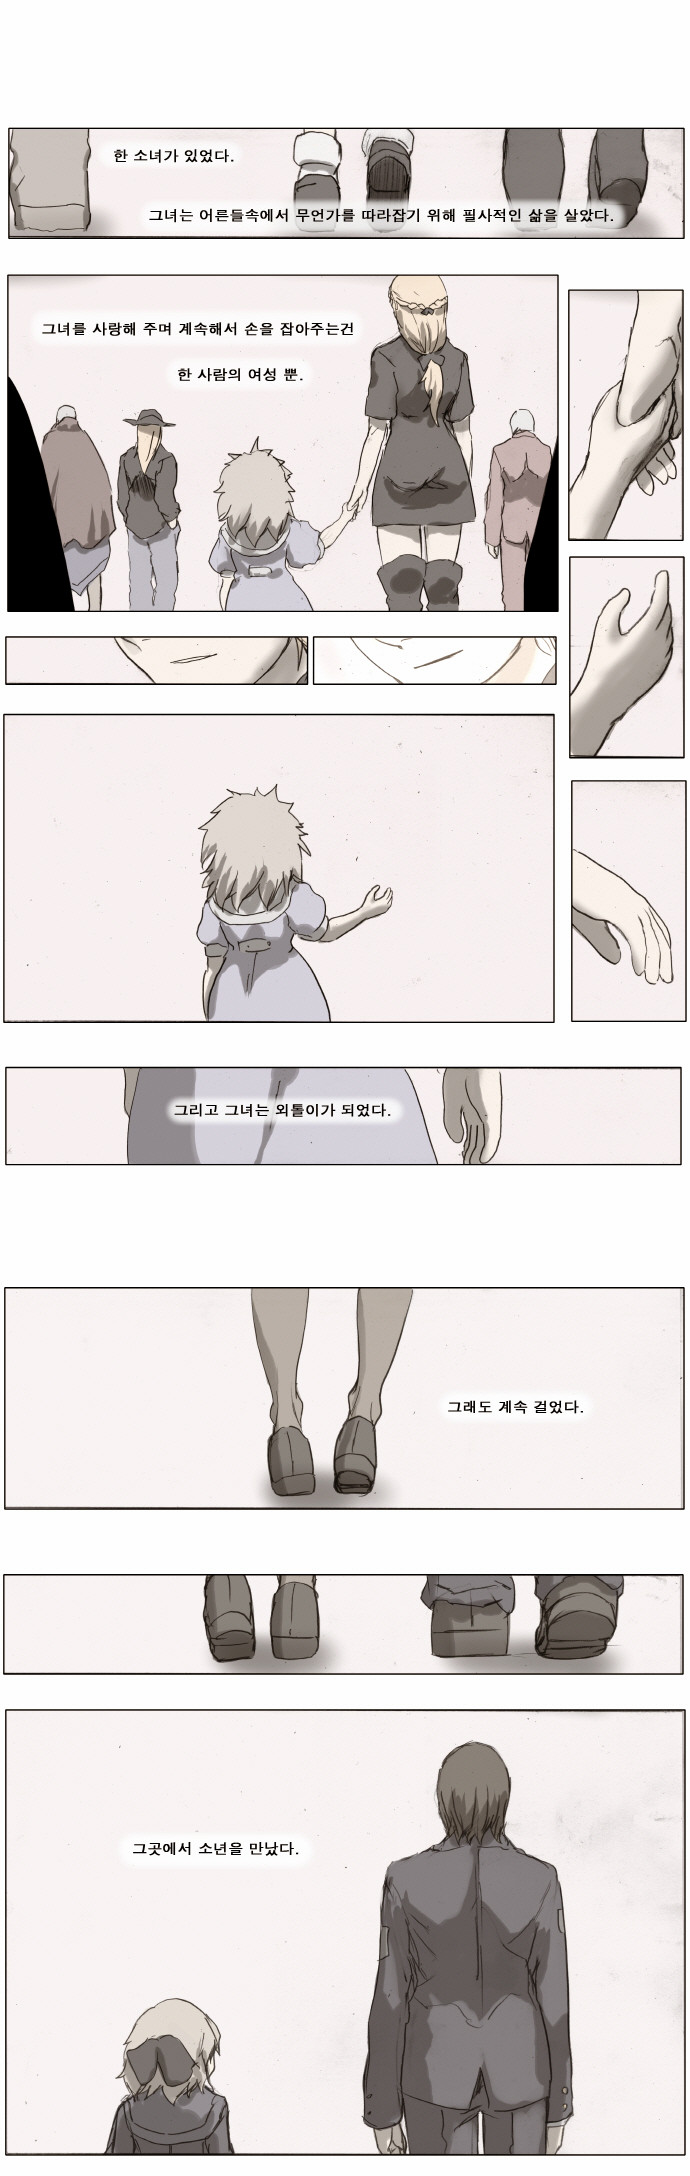 한 소녀가 있었다.
그녀는 어른들속에서 무언가를 따라잡기 위해 필사적인 삶을 살았다.
그녀를 사랑해 주며 계속해서 손을 잡아주는건
한 사람의 여성 뿐.
그리고 그녀는 외톨이가 되었다.
그래도 계속 걸었다.
그곳에서 소년을 만났다.